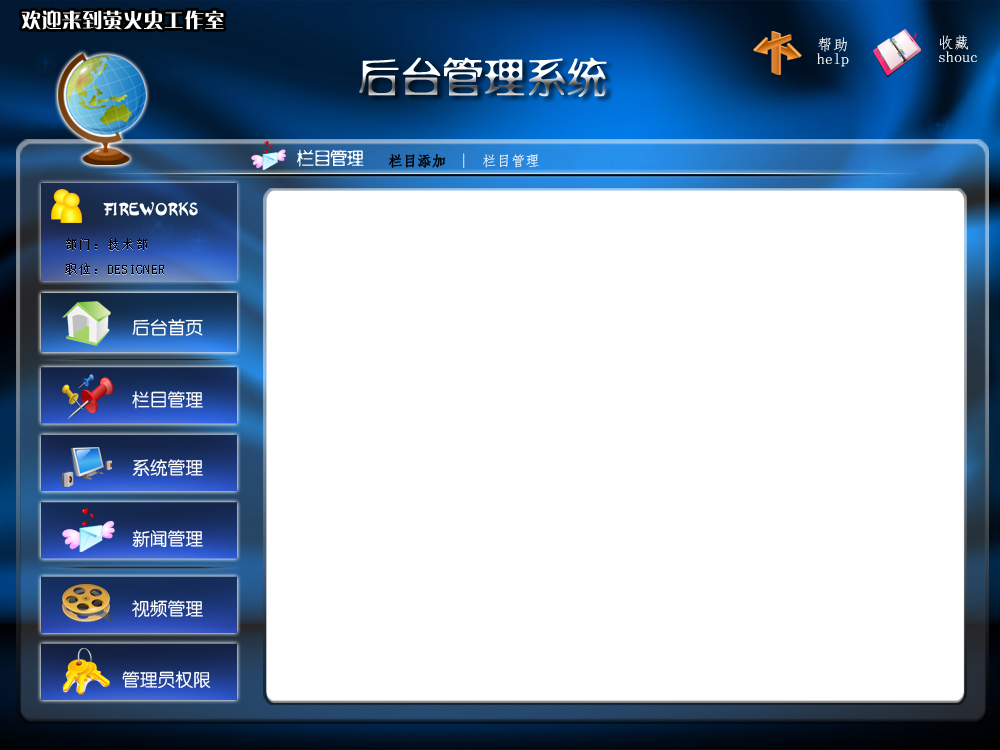 欢迎来到萤火虫工作室
后台管理系统
帮助
help
收藏
shouc
栏目管理 栏目添加 | 栏目管理
FIREWORKS
部门：技术部
职位：DESIGNER
后台首页
栏目管理
系统管理
新闻管理
视频管理
管理员权限